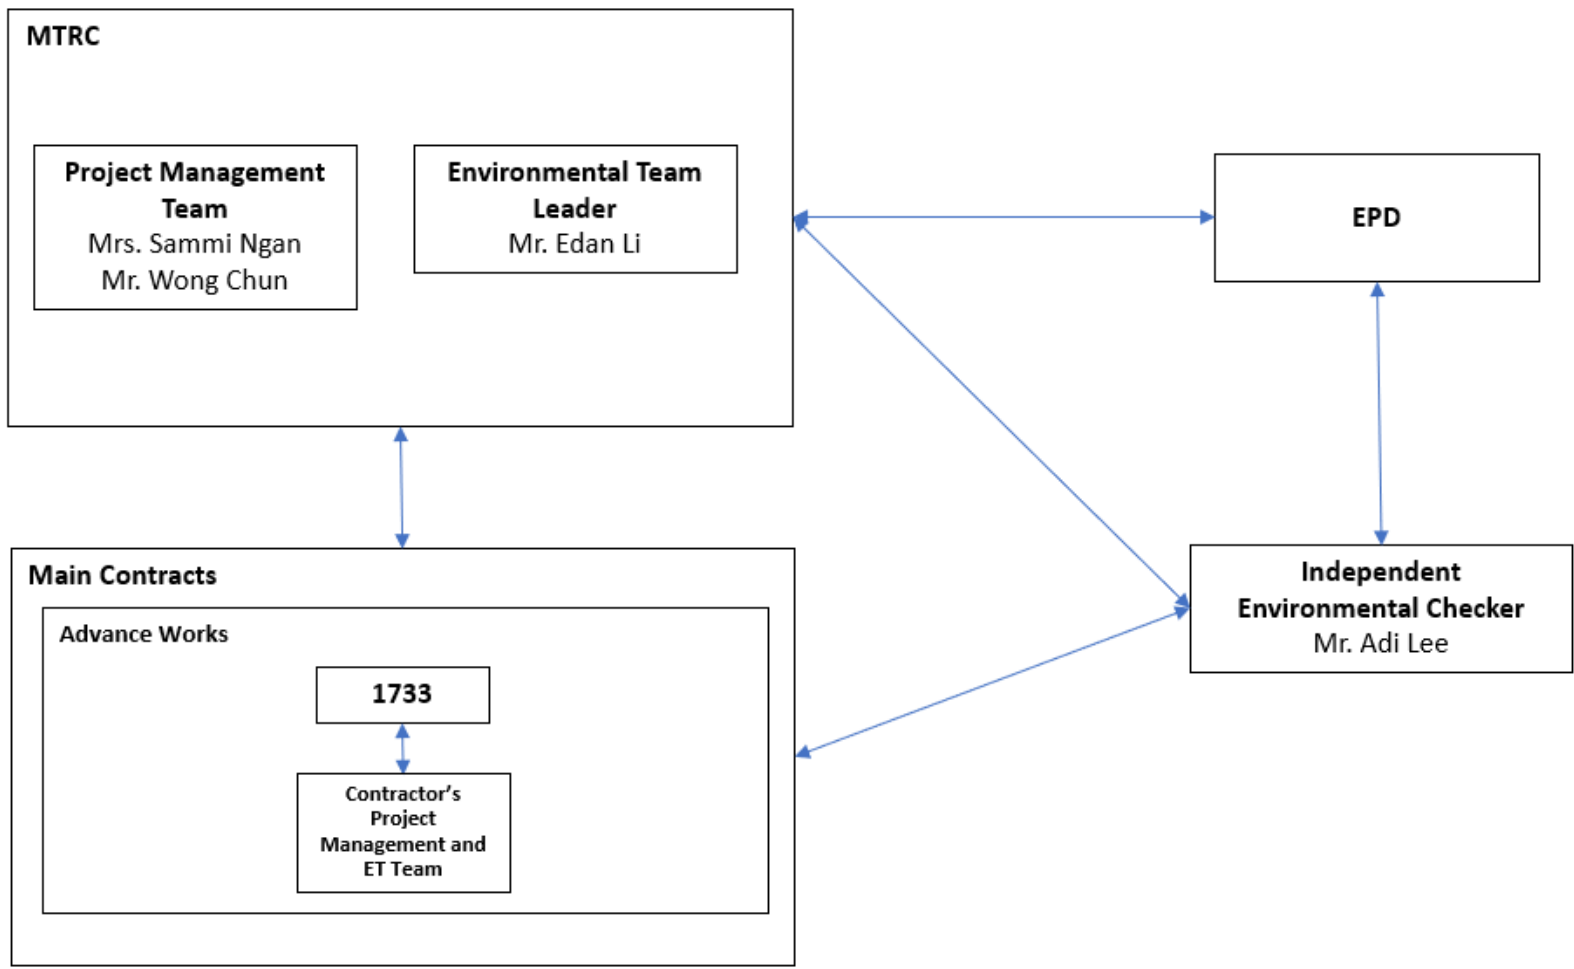 MTRC
Project Management
Team
Mrs. Sammi Ngan
Mr. Wong Chun
Environmental Team
Leader
Mr. Edan Li
EPD
Independent
Environmental Checker
Mr. Adi Lee
Main Contracts
Advance Works
1733
Contractor’s
Project
Management and
ET Team